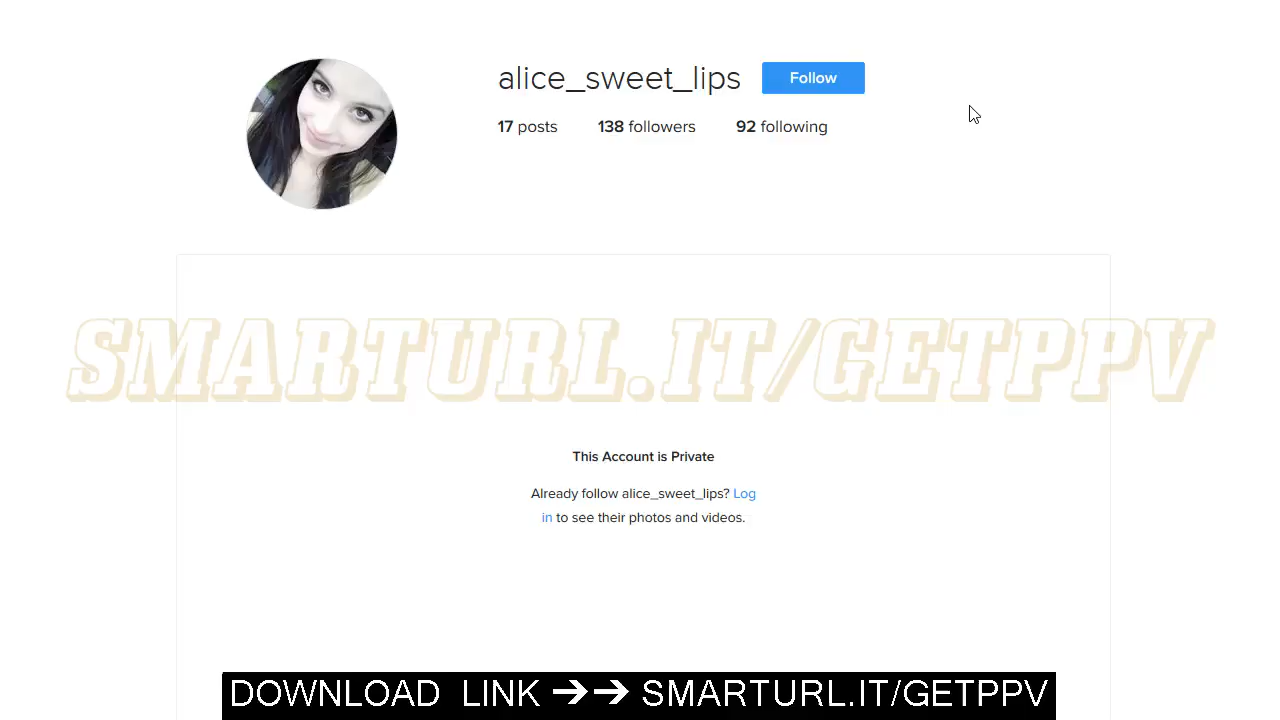 alice_sweet_lips Follow
17 posts 138 followers 92 following
SMARTURL.IT/GETPPV
This Account is Private
Already follow alice_sweet_lips? Log
in to see their photos and videos.
DOWNLOAD LINK →→ SMARTURL.IT/GETPPV